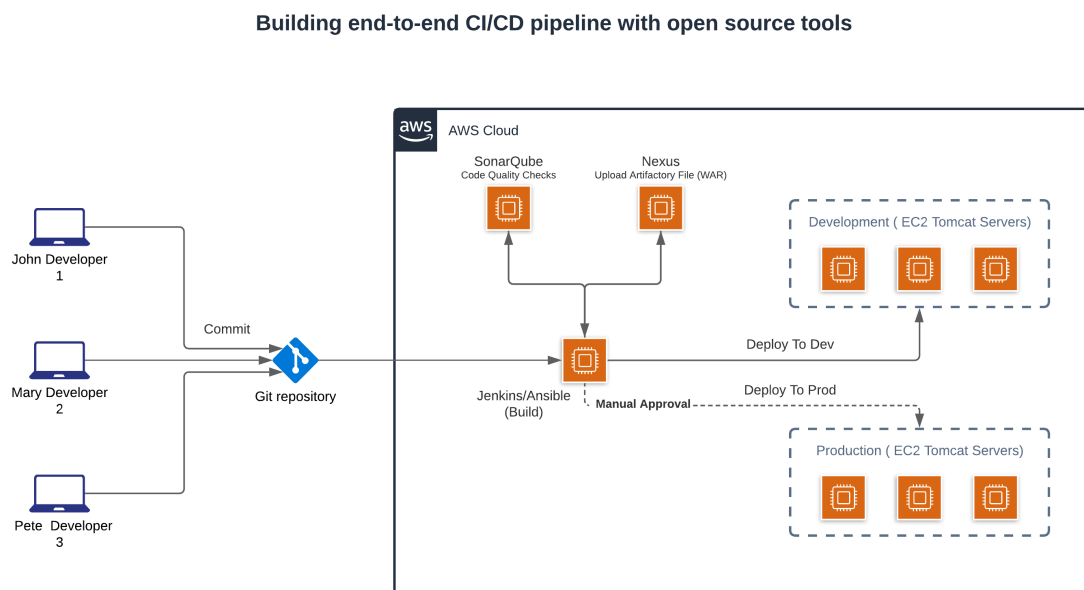 Building end-to-end CI/CD pipeline with open source tools
aws
AWS Cloud
SonarQube
Code Quality Checks
Nexus
Upload Artifactory File (WAR)
Development ( EC2 Tomcat Servers)
John Developer
1
Commit
Mary Developer
2
Git repository
Deploy To Dev
Jenkins/Ansible
(Build)
Manual Approval
Deploy To Prod
Production ( EC2 Tomcat Servers)
Pete  Developer
3